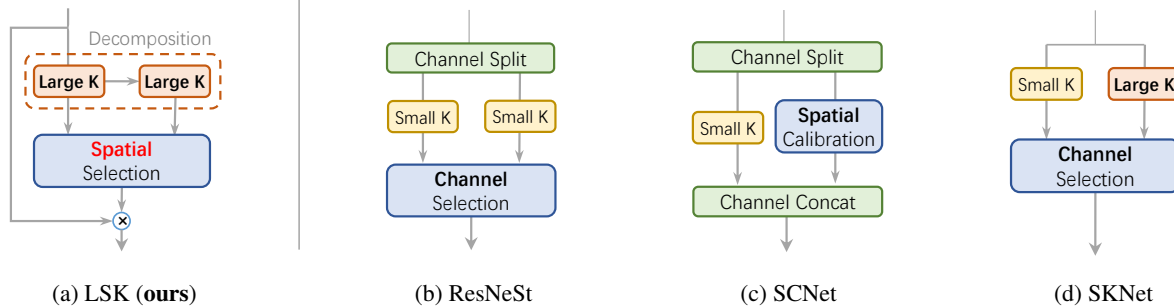 Decomposition
Large K
Large K
Spatial
Selection
×
(a) LSK (ours)
Channel Split
Small K
Small K
Channel
Selection
(b) ResNeSt
Channel Split
Small K
Spatial
Calibration
Channel Concat
(c) SCNet
Small K
Large K
Channel
Selection
(d) SKNet